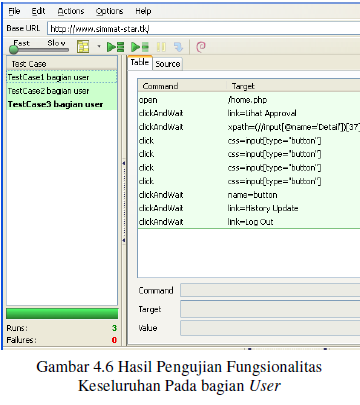 File Edit Actions Options Help
Base URL http://www.simmat-star.tk/
Fast Slow
Test Case
TestCase1 bagian user
TestCase2 bagian user
TestCase3 bagian user
Runs: 3
Failures: 0
Table Source
Command Target
open /home.php
clickAndWait link=Lihat Approval
clickAndWait xpath=(//input[@name='Detail'])[37]
click css=input[type="button"]
click css=input[type="button"]
click css=input[type="button"]
click css=input[type="button"]
clickAndWait name=button
clickAndWait link=History Update
clickAndWait link=Log Out
Command
Target
Value
Gambar 4.6 Hasil Pengujian Fungsionalitas
Keseluruhan Pada bagian User